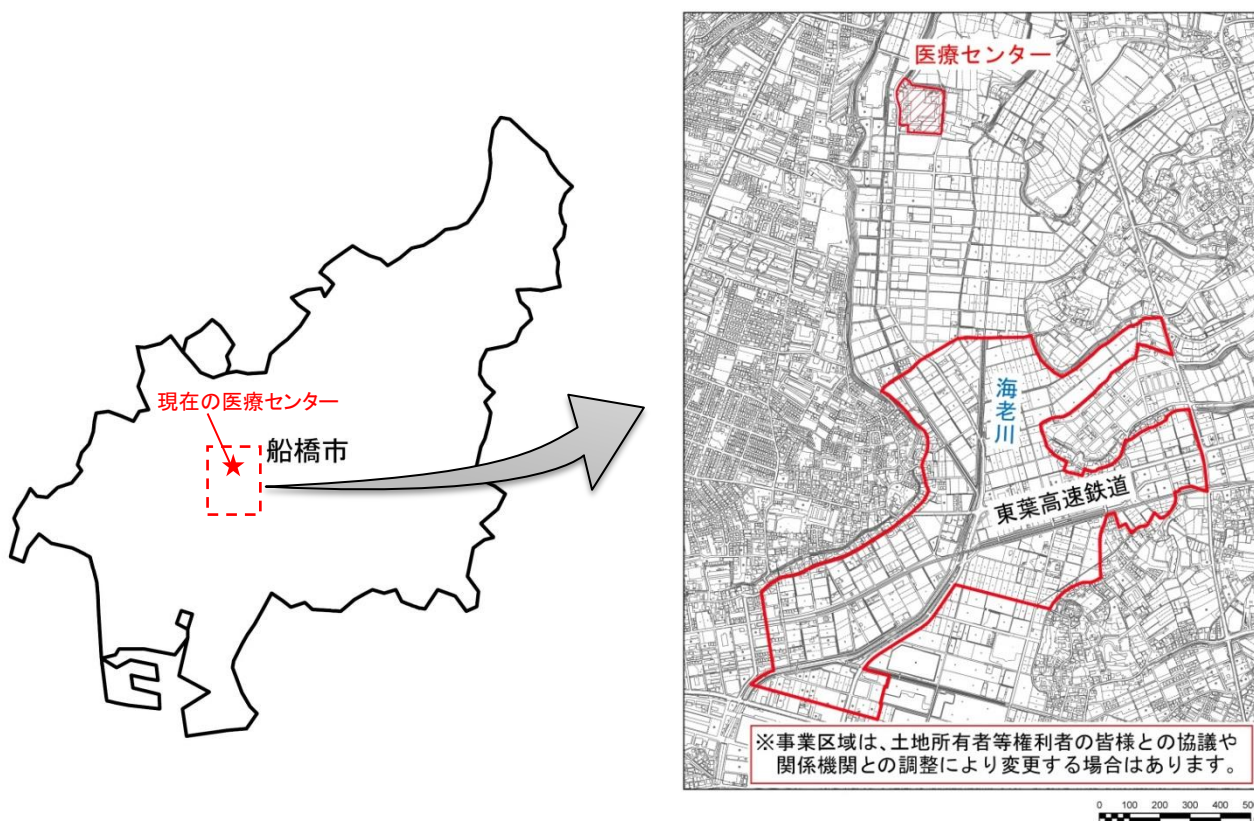 現在の医療センター
船橋市
医療センター
海老川
東葉高速鉄道
※事業区域は、土地所有者等権利者の皆様との協議や
関係機関との調整により変更する場合はあります。
0 100 200 300 400